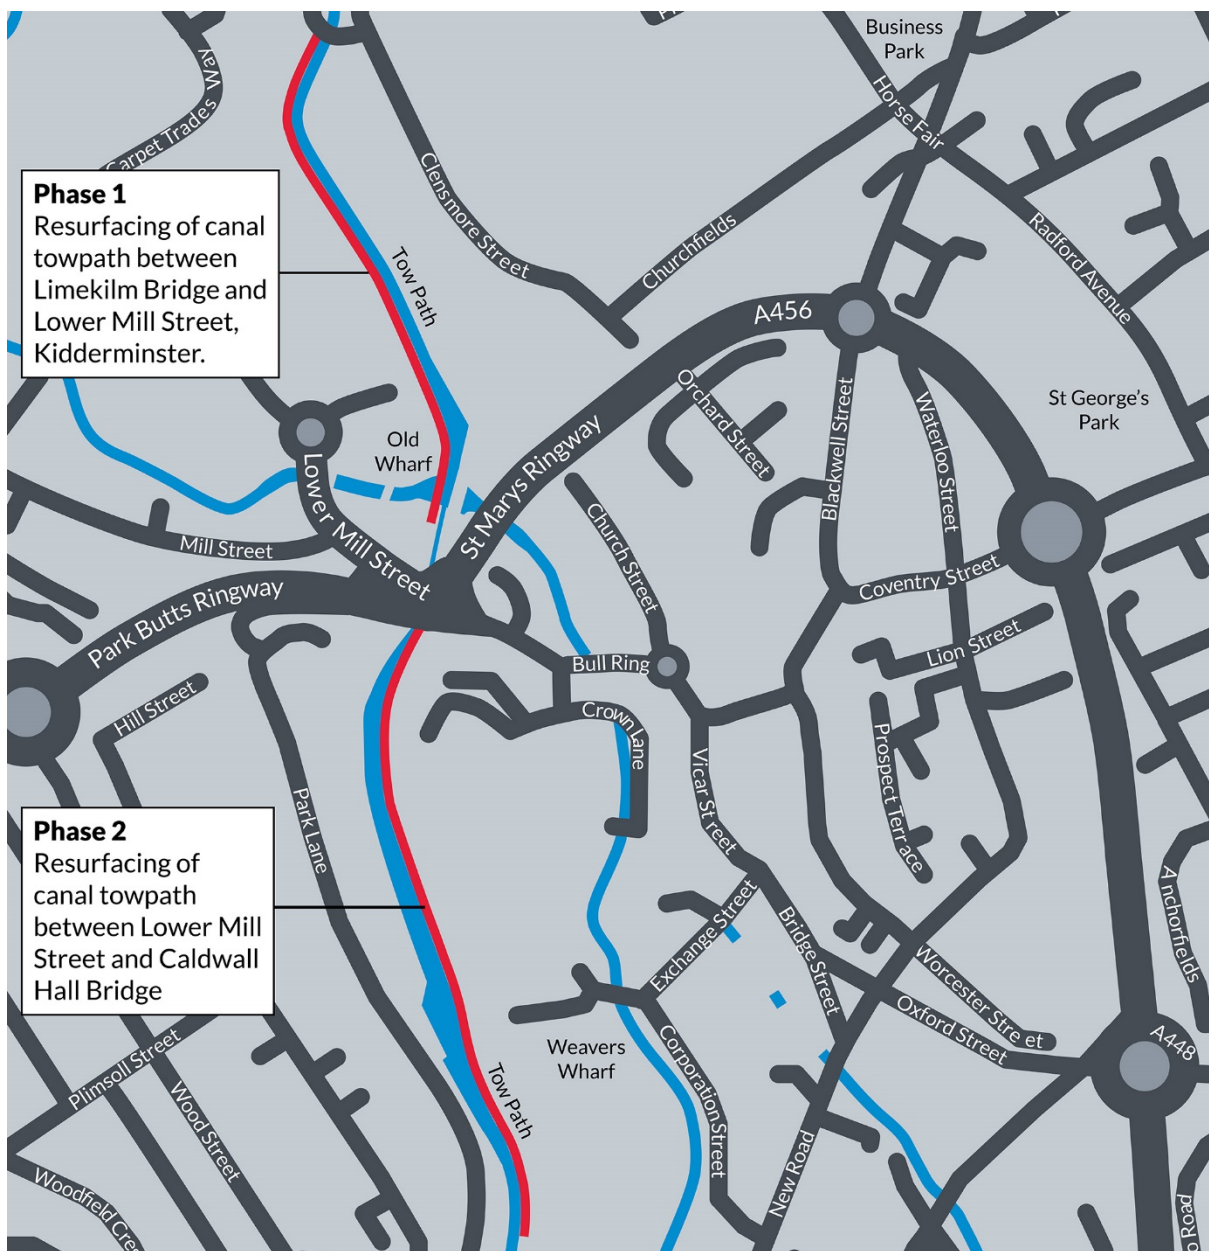 Business
Park
Way
Carpet Trades
Horse Fair
Phase 1
Resurfacing of canal
towpath between
Limekilm Bridge and
Lower Mill Street,
Kidderminster.
Clensmore Street
Churchfields
Radford Avenue
Tow Path
A456
St George's
Park
Orchard Street
Blackwell Street
Waterloo Street
Old
Wharf
Lower Mill Street
St Marys Ringway
Church Street
Mill Street
Coventry Street
Park Butts Ringway
Lion Street
Bull Ring
Hill Street
Crown Lane
Prospect Terrace
Vicar Street
Park Lane
Phase 2
Resurfacing of
canal towpath
between Lower Mill
Street and Caldwall
Hall Bridge
Anchorfields
Exchange Street
Bridge Street
Worcester Street
Oxford Street
A448
Weavers
Wharf
Corporation Street
Plimsoll Street
Wood Street
Tow Path
New Road
Woodfield Cre
Road